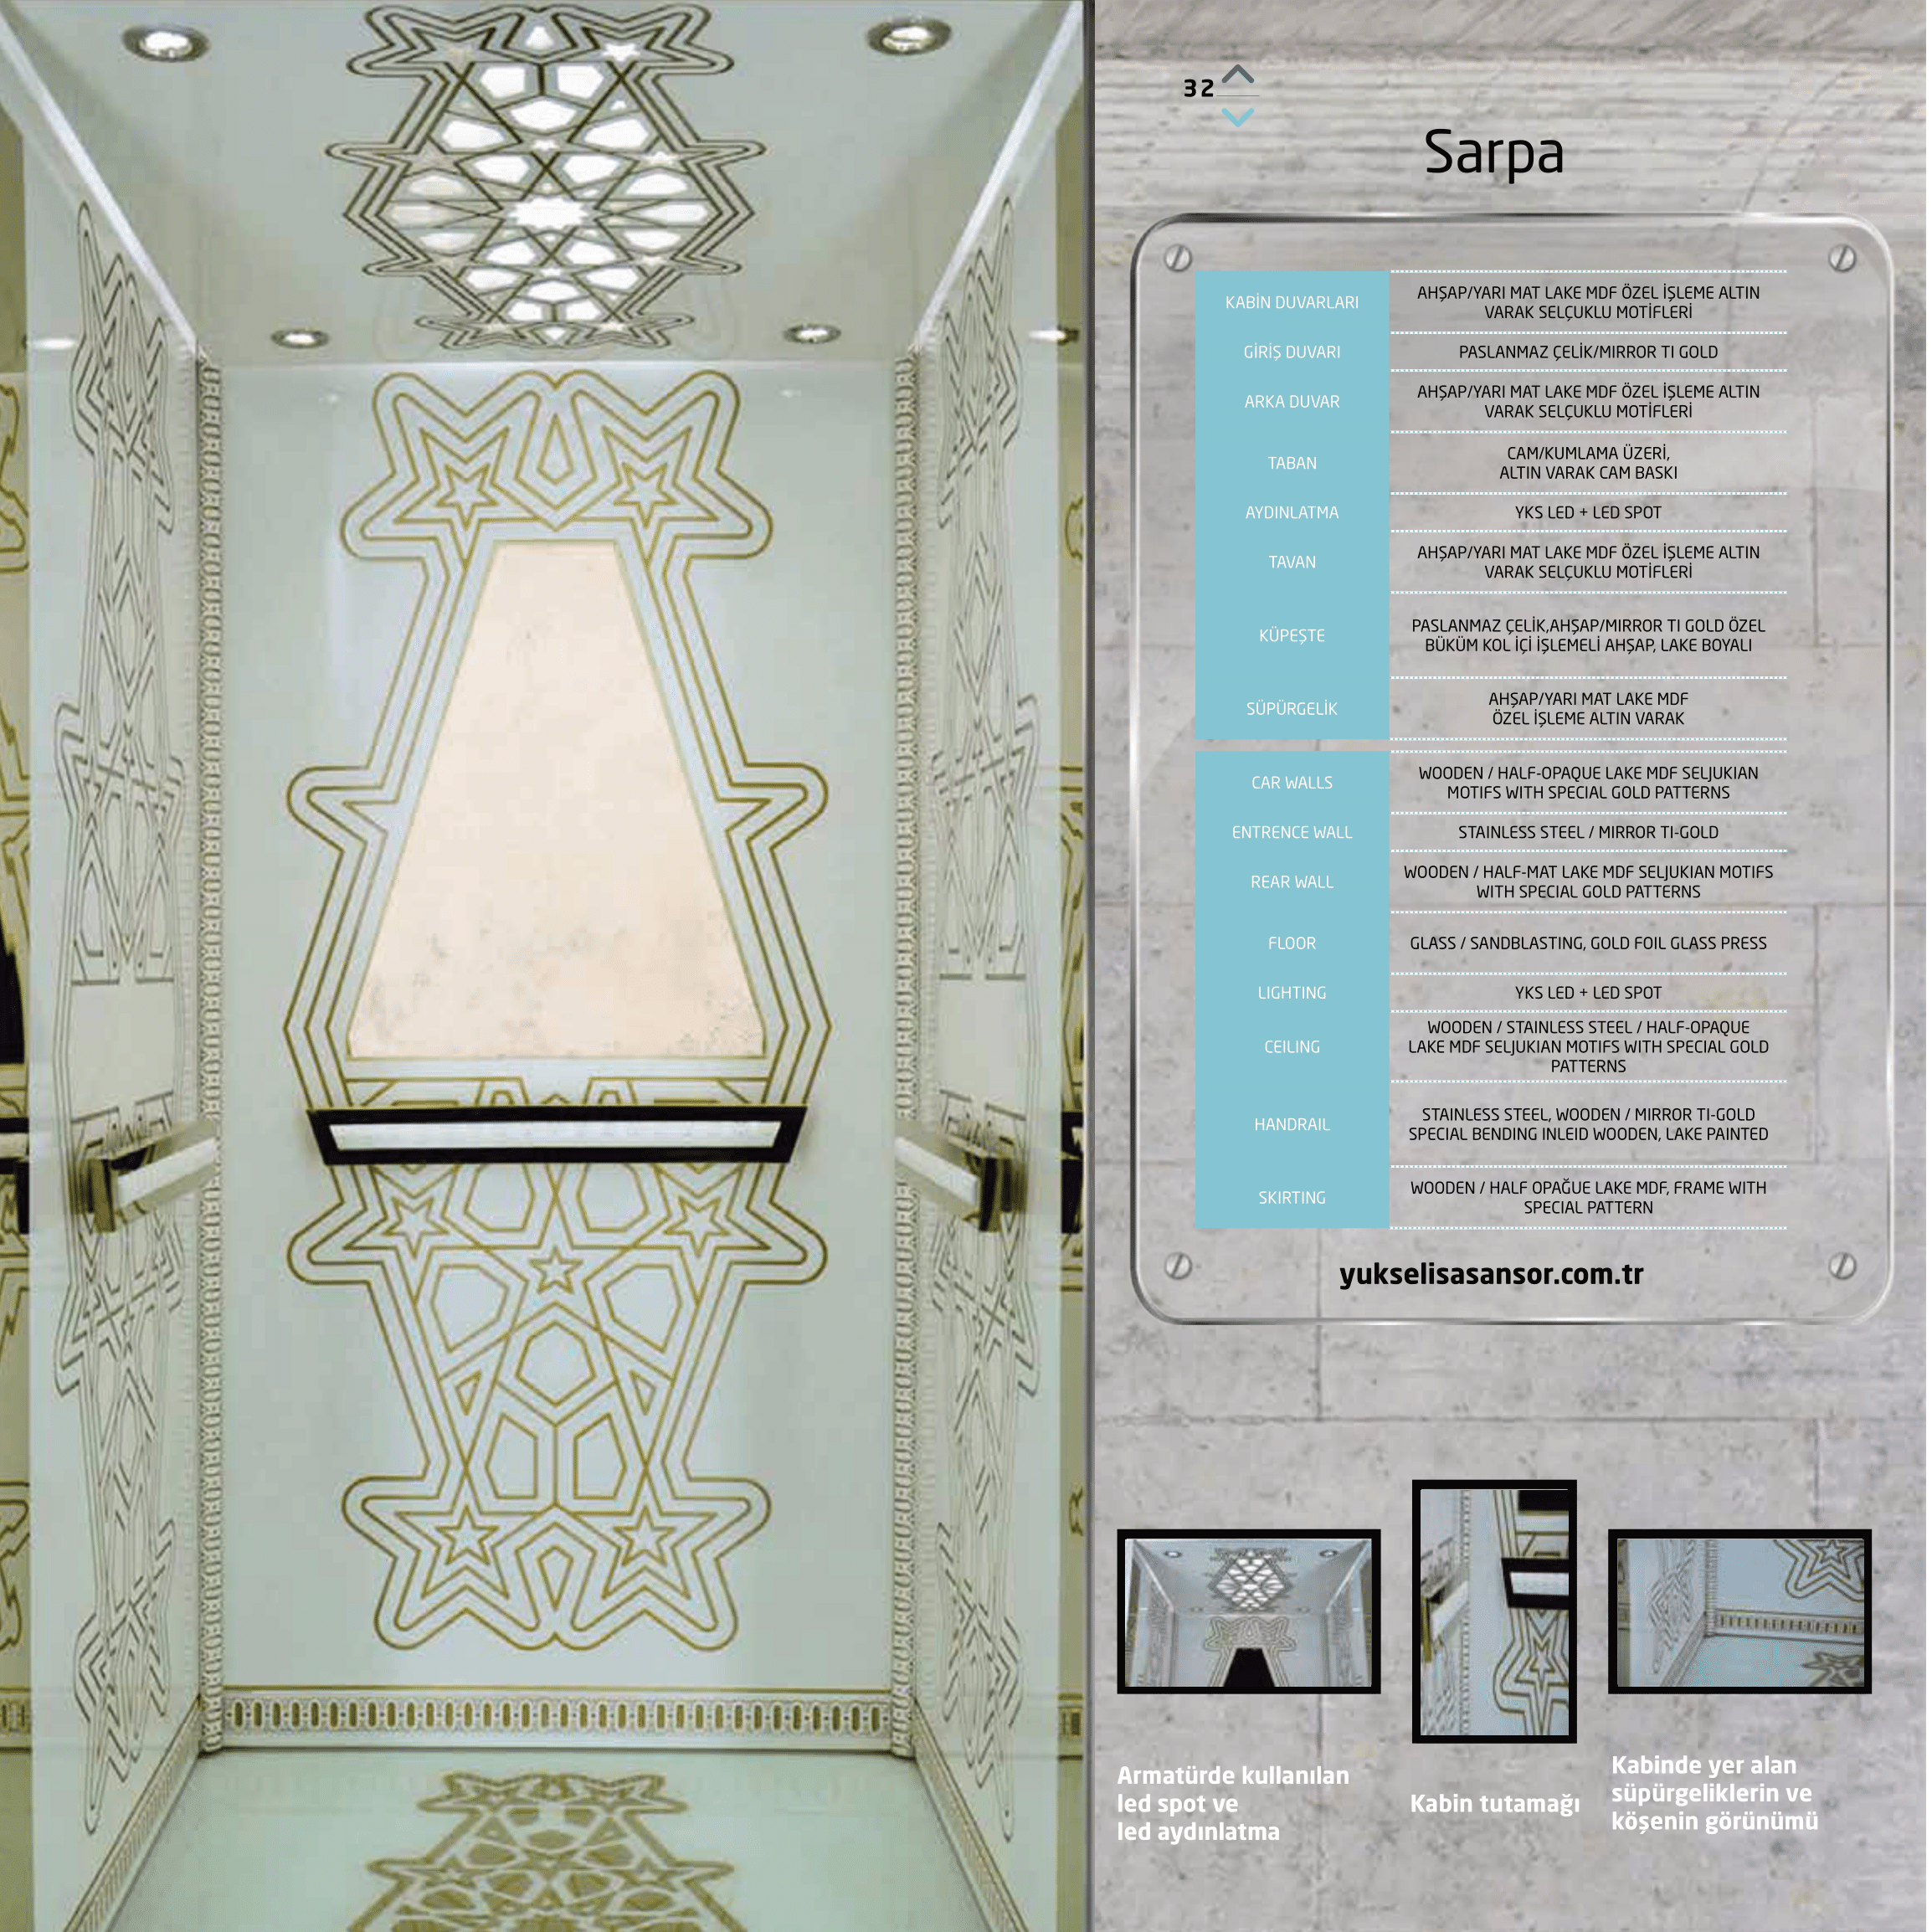 32
Sarpa
KABİN DUVARLARI
AHŞAP/YARI MAT LAKE MDF ÖZEL İŞLEME ALTIN
VARAK SELÇUKLU MOTİFLERİ
GİRİŞ DUVARI
PASLANMAZ ÇELİK/MIRROR TI GOLD
ARKA DUVAR
AHŞAP/YARI MAT LAKE MDF ÖZEL İŞLEME ALTIN
VARAK SELÇUKLU MOTİFLERİ
TABAN
CAM/KUMLAMA ÜZERİ,
ALTIN VARAK CAM BASKI
AYDINLATMA
YKS LED + LED SPOT
TAVAN
AHŞAP/YARI MAT LAKE MDF ÖZEL İŞLEME ALTIN
VARAK SELÇUKLU MOTİFLERİ
KÜPEŞTE
PASLANMAZ ÇELİK,AHŞAP/MIRROR TI GOLD ÖZEL
BÜKÜM KOL İÇİ İŞLEMELİ AHŞAP, LAKE BOYALI
SÜPÜRGELİK
AHŞAP/YARI MAT LAKE MDF
ÖZEL İŞLEME ALTIN VARAK
CAR WALLS
WOODEN / HALF-OPAQUE LAKE MDF SELJUKIAN
MOTIFS WITH SPECIAL GOLD PATTERNS
ENTRENCE WALL
STAINLESS STEEL / MIRROR TI-GOLD
REAR WALL
WOODEN / HALF-MAT LAKE MDF SELJUKIAN MOTIFS
WITH SPECIAL GOLD PATTERNS
FLOOR
GLASS / SANDBLASTING, GOLD FOIL GLASS PRESS
LIGHTING
YKS LED + LED SPOT
CEILING
WOODEN / STAINLESS STEEL / HALF-OPAQUE
LAKE MDF SELJUKIAN MOTIFS WITH SPECIAL GOLD
PATTERNS
HANDRAIL
STAINLESS STEEL, WOODEN / MIRROR TI-GOLD
SPECIAL BENDING INLEID WOODEN, LAKE PAINTED
SKIRTING
WOODEN / HALF OPAĞUE LAKE MDF, FRAME WITH
SPECIAL PATTERN
yukselisasansor.com.tr
Armatürde kullanılan
led spot ve
led aydınlatma
Kabin tutamağı
Kabinde yer alan
süpürgeliklerin ve
köşenin görünümü